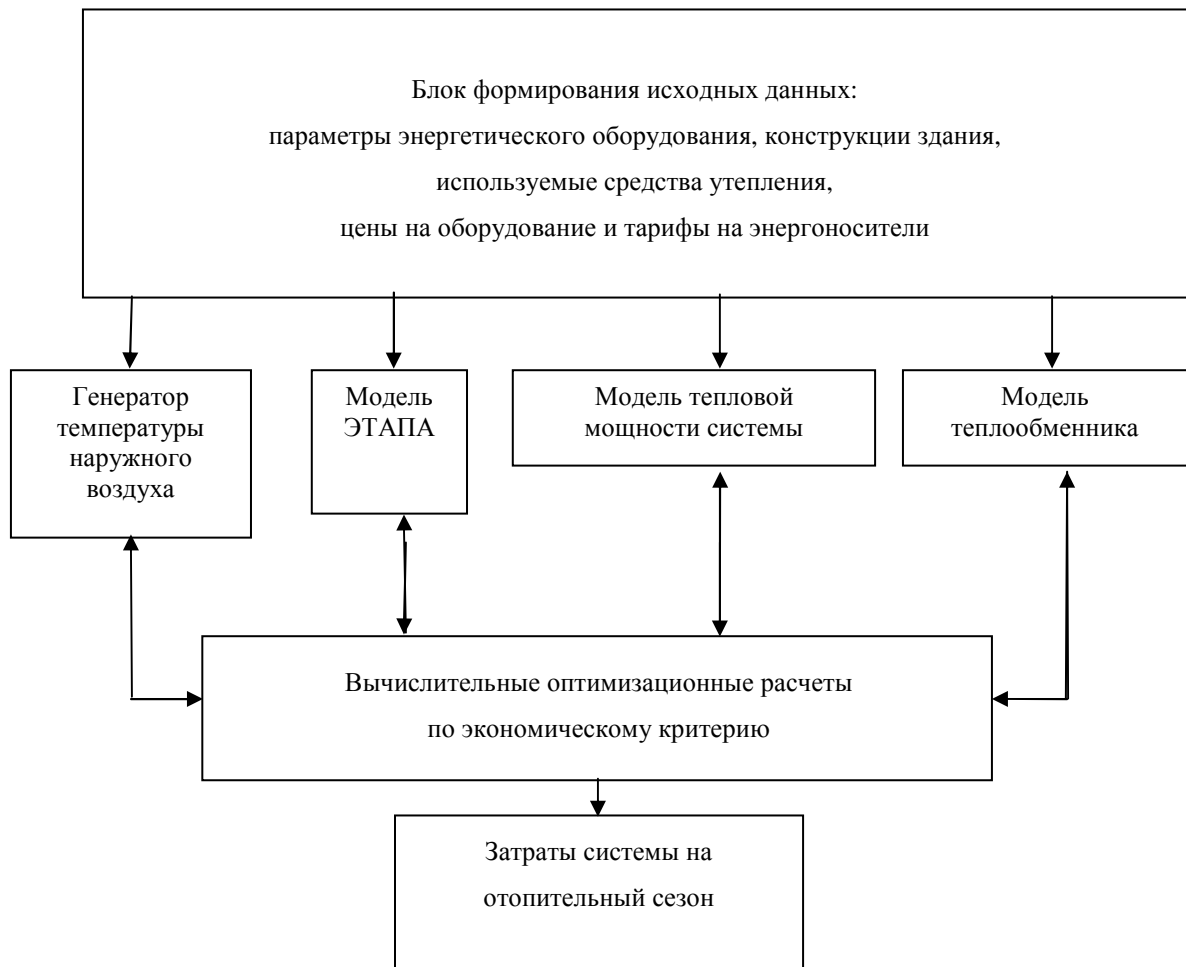 Блок формирования исходных данных:
параметры энергетического оборудования, конструкции здания,
используемые средства утепления,
цены на оборудование и тарифы на энергоносители
Генератор
температуры
наружного
воздуха
Модель
ЭТАПА
Модель тепловой
мощности системы
Модель
теплообменника
Вычислительные оптимизационные расчеты
по экономическому критерию
Затраты системы на
отопительный сезон